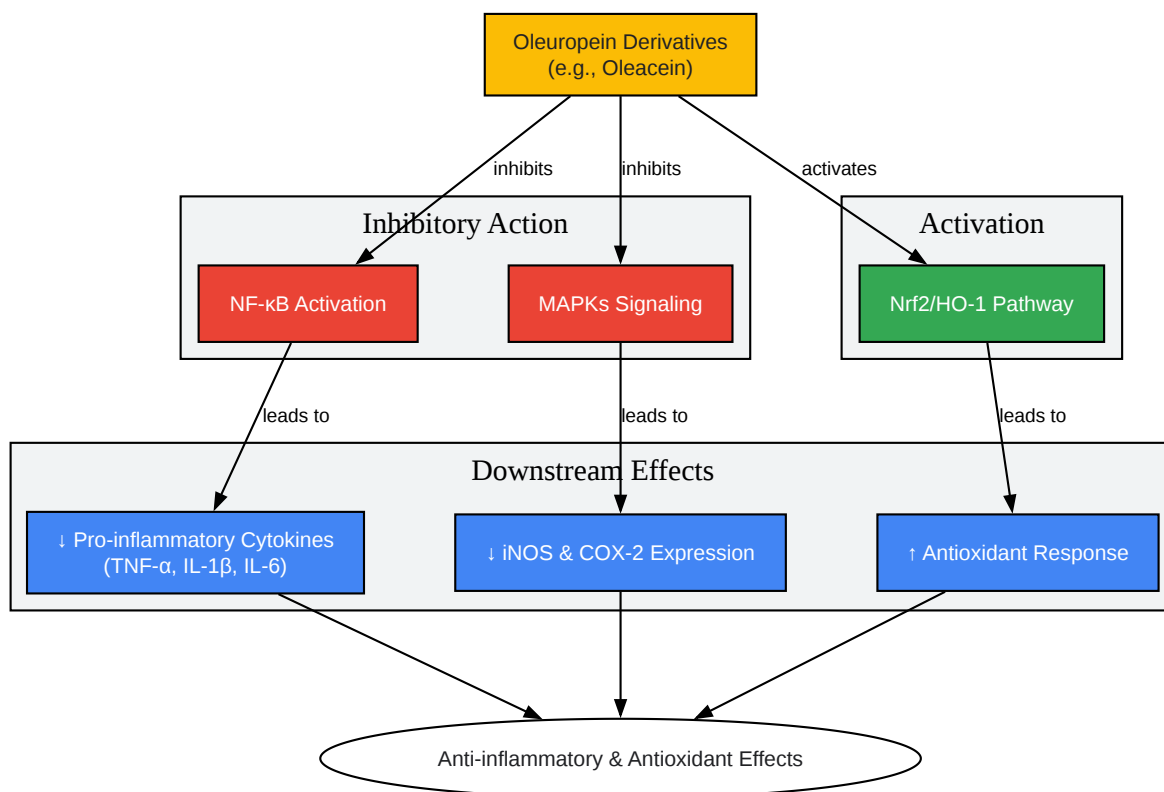 Oleuropein Derivatives
(e.g., Oleacein)
inhibits
inhibits
activates
Inhibitory Action
Activation
NF-κB Activation
MAPKs Signaling
Nrf2/HO-1 Pathway
leads to
leads to
leads to
Downstream Effects
↓ Pro-inflammatory Cytokines
(TNF-α, IL-1β, IL-6)
↓ iNOS & COX-2 Expression
↑ Antioxidant Response
Anti-inflammatory & Antioxidant Effects